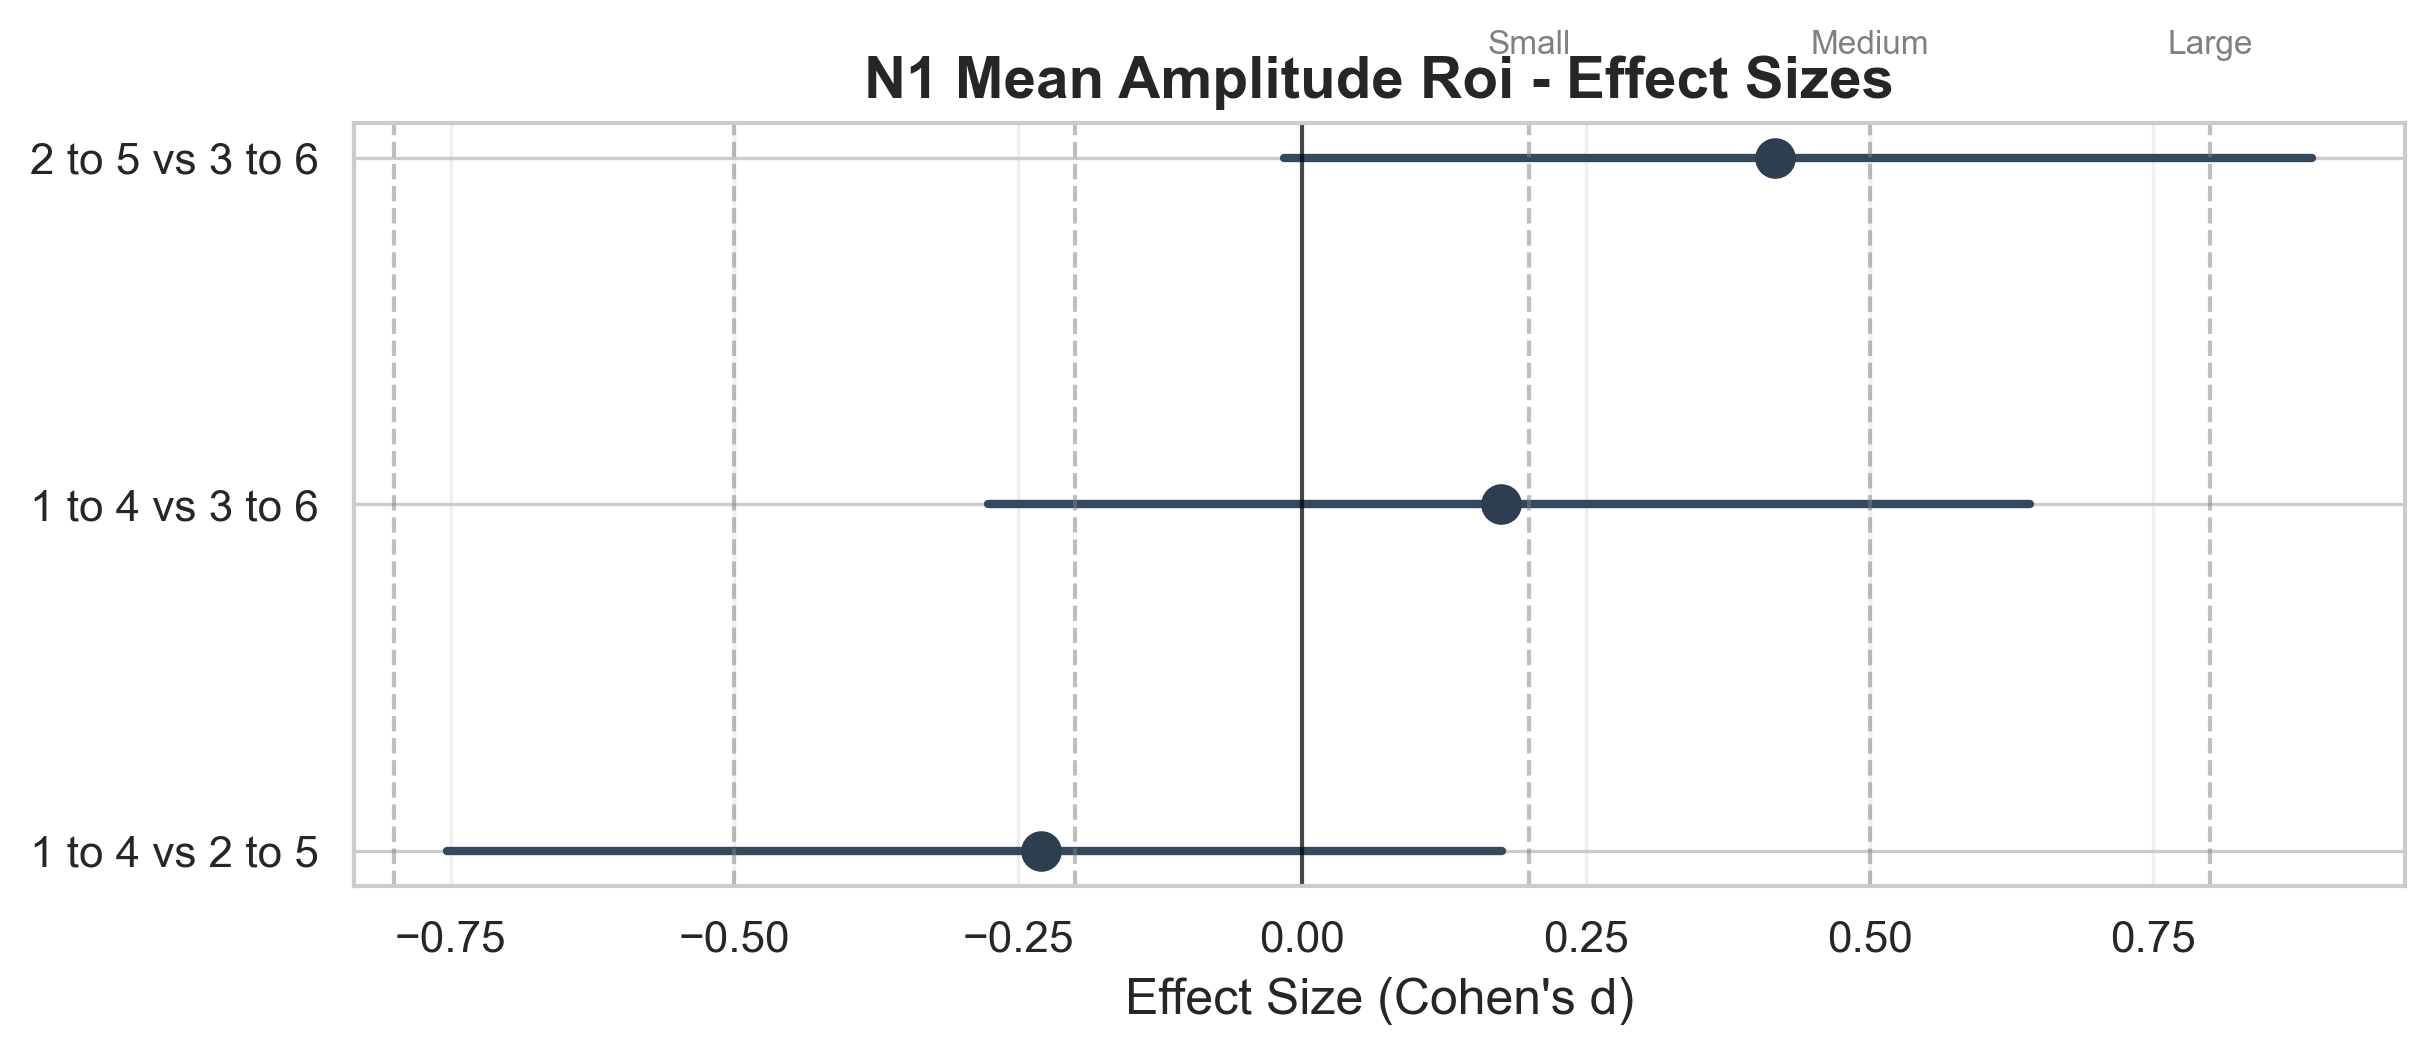 Small Medium Large
N1 Mean Amplitude Roi - Effect Sizes
2 to 5 vs 3 to 6
1 to 4 vs 3 to 6
1 to 4 vs 2 to 5
−0.75 −0.50 −0.25 0.00 0.25 0.50 0.75
Effect Size (Cohen's d)